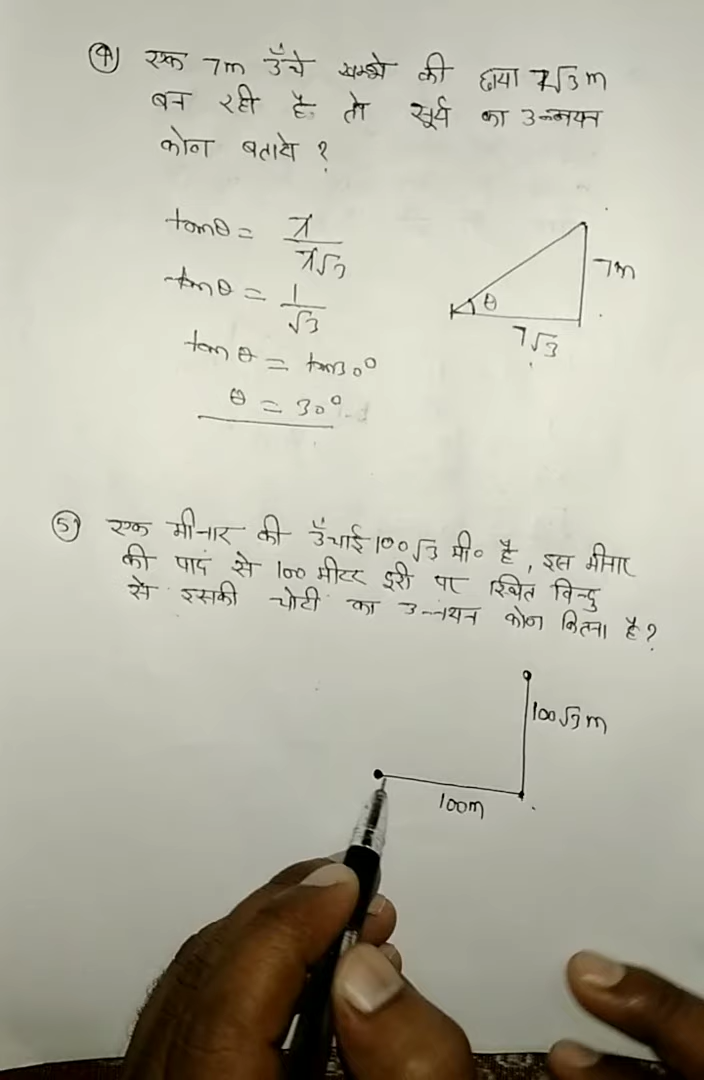 ④ एक 7m उँचे खम्भे की छाया 7√3 m
बन रही है, तो सूर्य का उन्नयन
कोन बताये ?
tanθ = 7/7√3
tanθ = 1/√3
tanθ = tan30°
θ = 30°
θ
7m
7√3
⑤ एक मीनार की उँचाई 100√3 मी० है, इस मीनार
की पाद से 100 मीटर दूरी पर स्थित विन्दु
से इसकी चोटी का उन्नयन कोन कितना है ?
100√3 m
100m